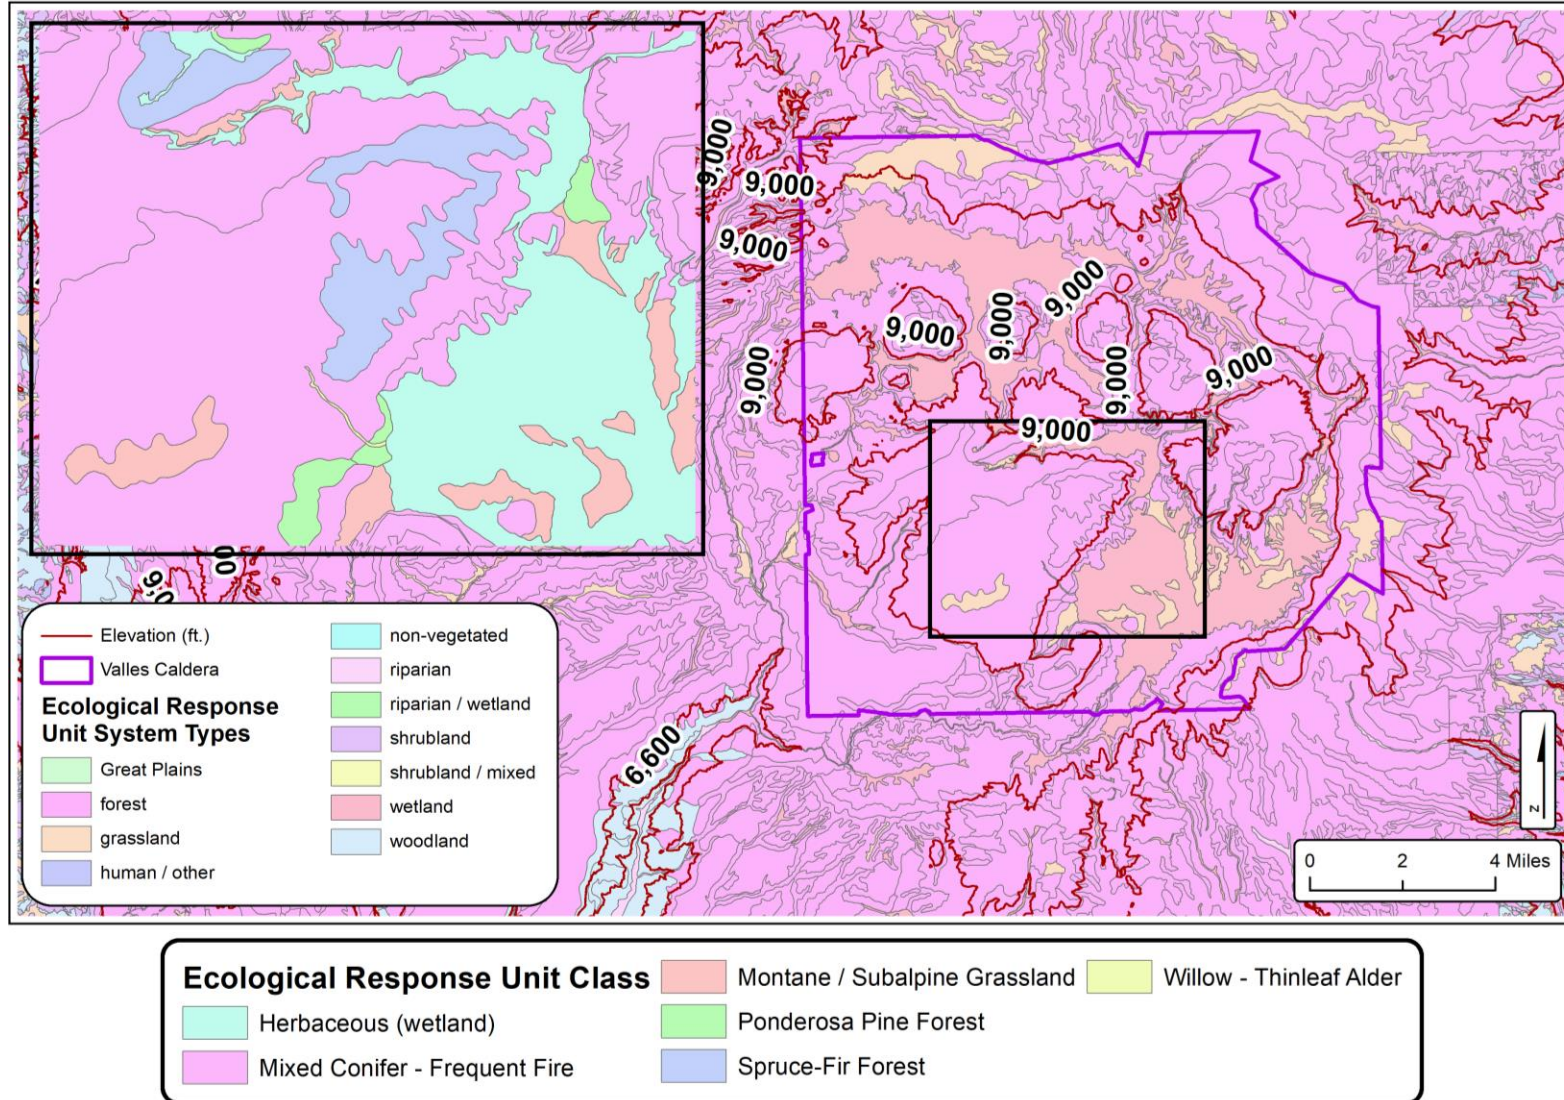 9,000
9,000
9,000
9,000
9,000
9,000
9,000
9,000
9,000
9,000
00
6,600
Elevation (ft.)
Valles Caldera
Ecological Response
Unit System Types
Great Plains
forest
grassland
human / other
non-vegetated
riparian
riparian / wetland
shrubland
shrubland / mixed
wetland
woodland
N
0 2 4 Miles
Ecological Response Unit Class
Herbaceous (wetland)
Mixed Conifer - Frequent Fire
Montane / Subalpine Grassland
Ponderosa Pine Forest
Spruce-Fir Forest
Willow - Thinleaf Alder